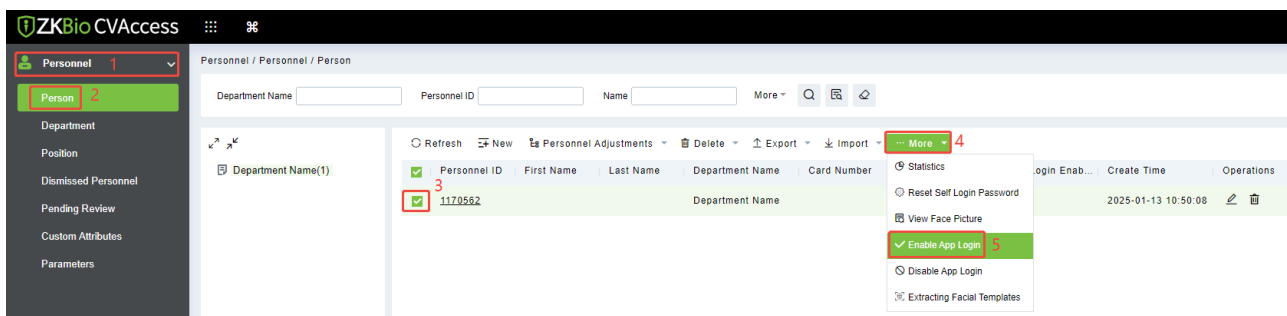 ZKBio CVAccess
Personnel 1
Personnel / Personnel / Person
Person 2
Department Name Personnel ID Name More
Department
Position
Dismissed Personnel
Pending Review
Custom Attributes
Parameters
Department Name(1)
Refresh New Personnel Adjustments Delete Export Import ··· More 4
Personnel ID First Name Last Name Department Name Card Number ogin Enab... Create Time Operations
3
1170562 Department Name 2025-01-13 10:50:08
Statistics
Reset Self Login Password
View Face Picture
Enable App Login 5
Disable App Login
Extracting Facial Templates